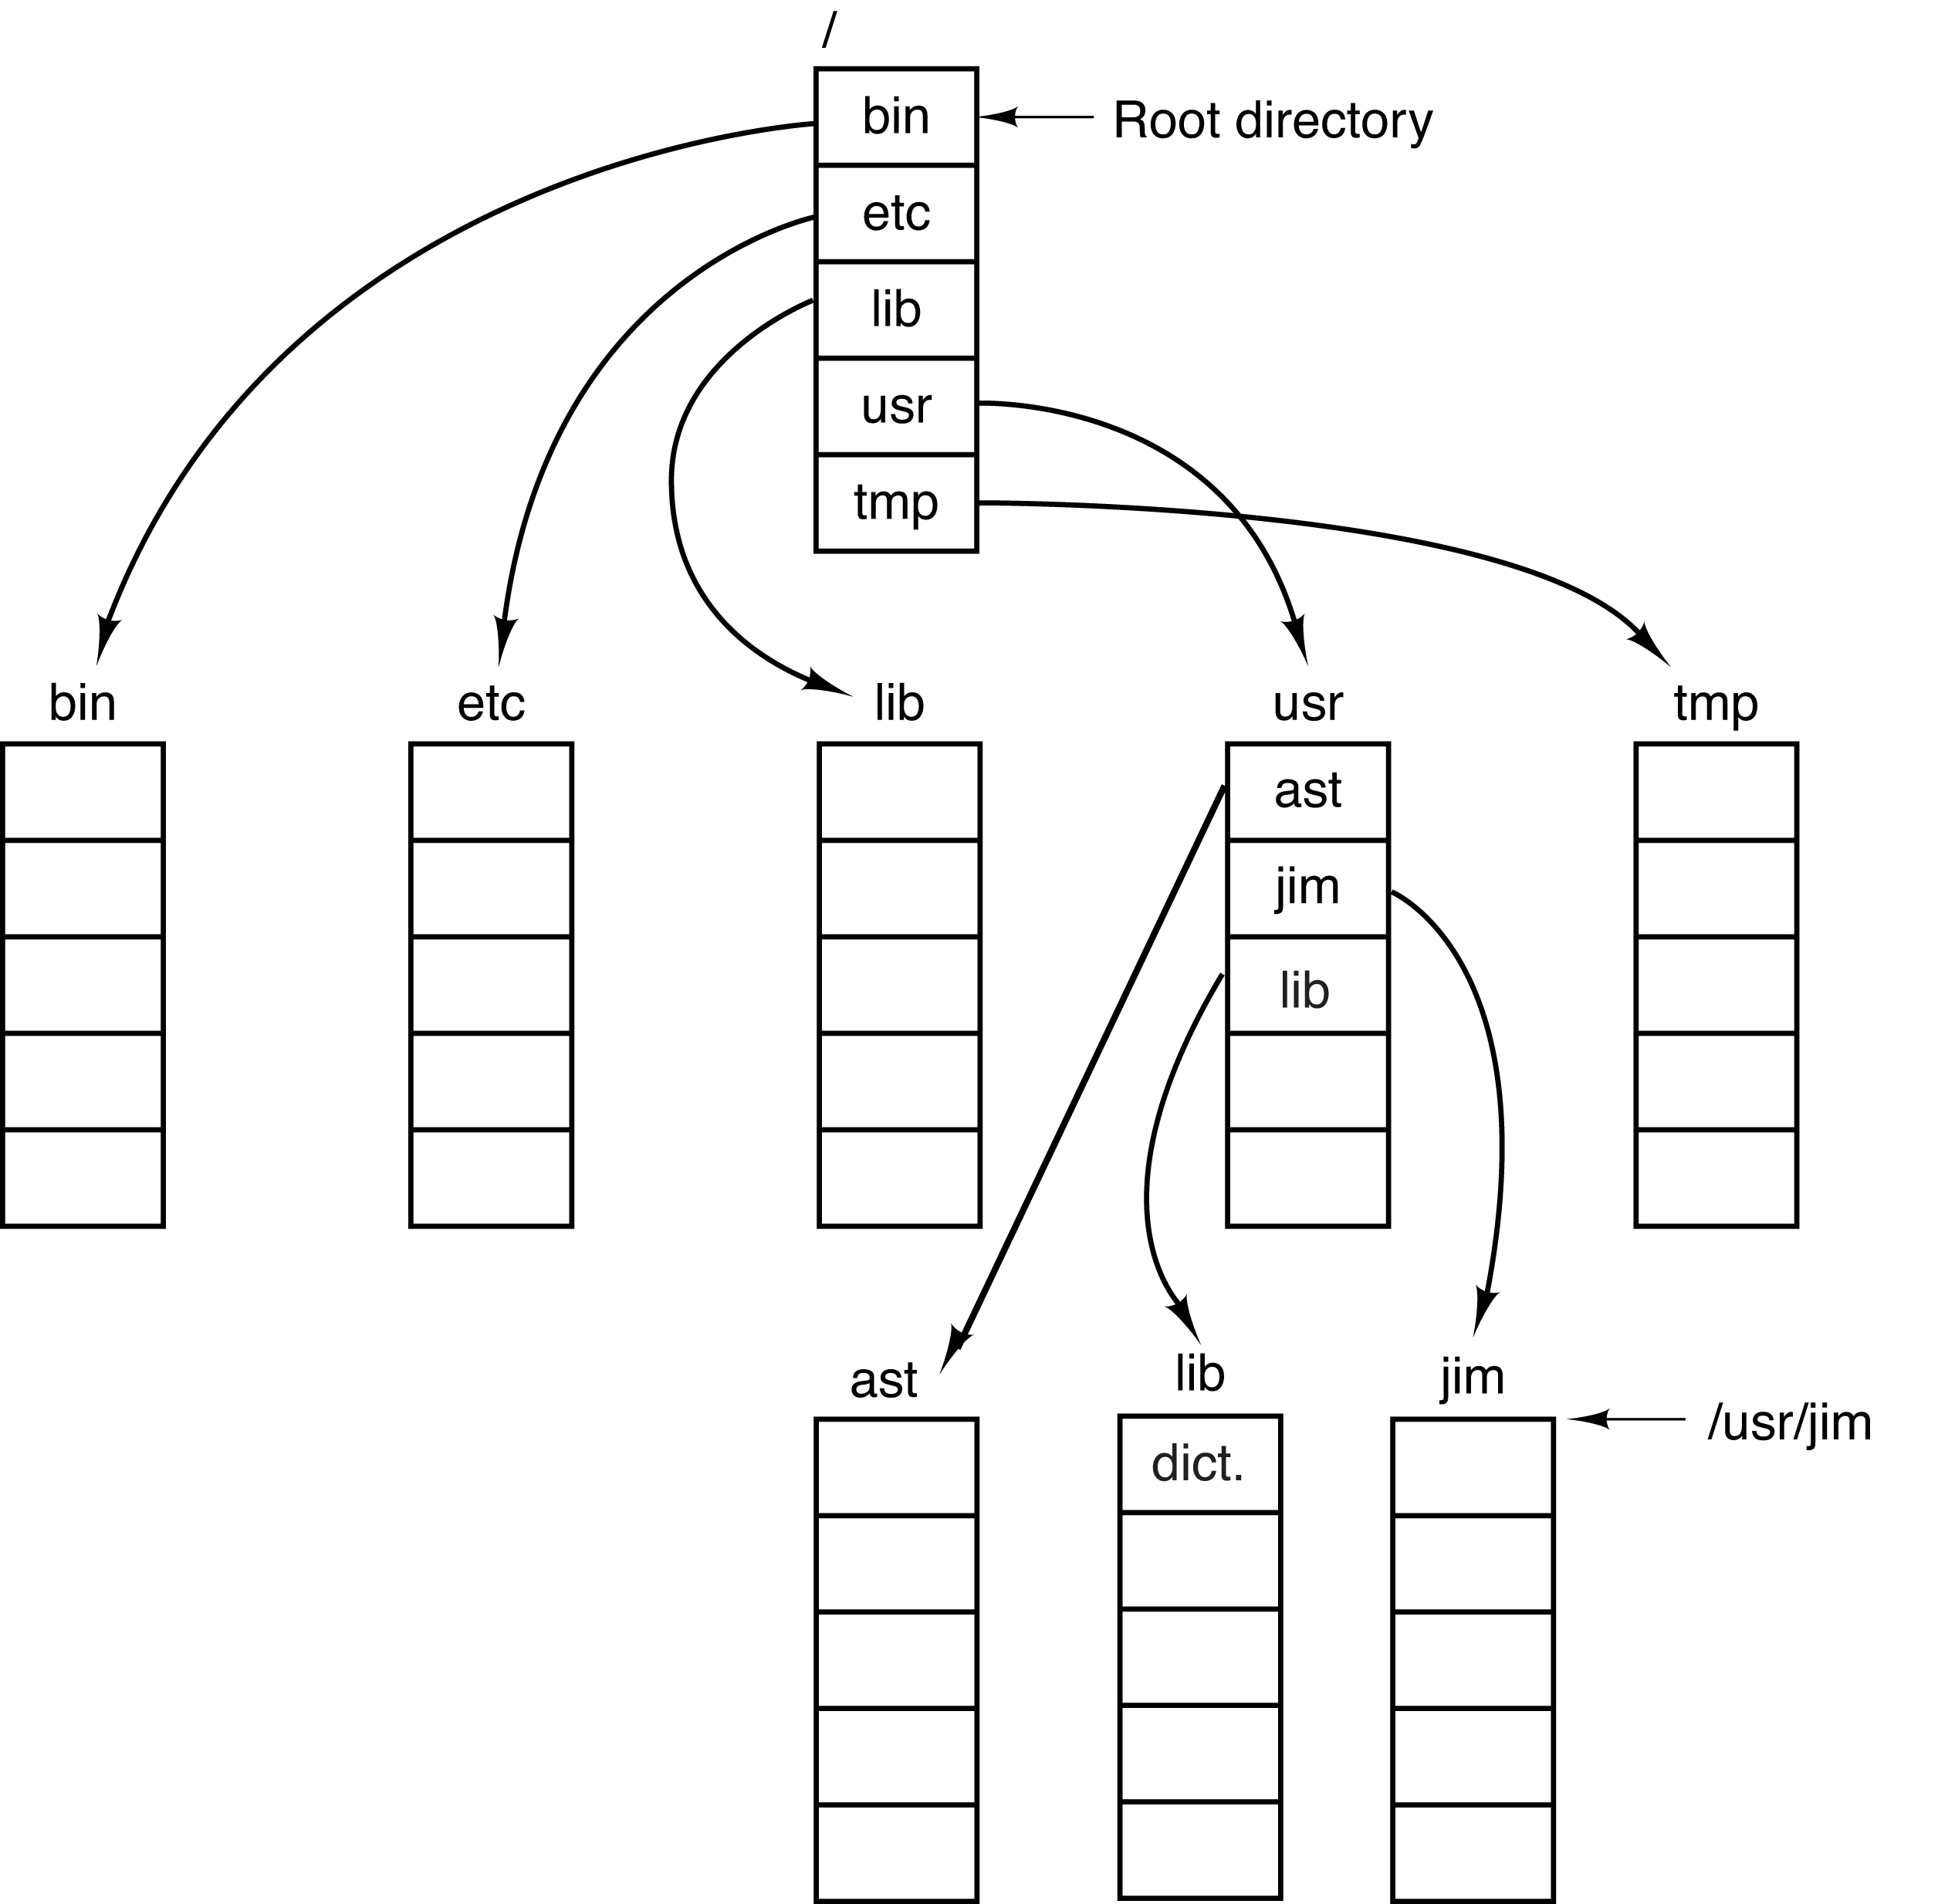 /
bin
Root directory
etc
lib
usr
tmp
bin
etc
lib
usr
tmp
ast
jim
lib
ast
lib
jim
/usr/jim
dict.